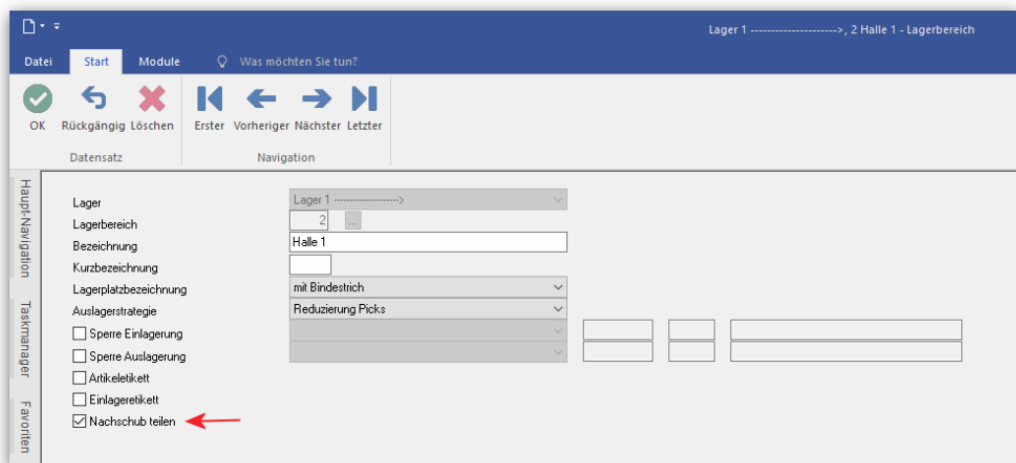 Lager 1 --------------------->, 2 Halle 1 - Lagerbereich
Datei Start Module Was möchten Sie tun?
OK Rückgängig Löschen Erster Vorheriger Nächster Letzter
Datensatz Navigation
Haupt-Navigation
Taskmanager
Favoriten
Lager Lager 1 -------------------->
Lagerbereich 2 ...
Bezeichnung Halle 1
Kurzbezeichnung
Lagerplatzbezeichnung mit Bindestrich
Auslagerstrategie Reduzierung Picks
Sperre Einlagerung
Sperre Auslagerung
Artikeletikett
Einlageretikett
Nachschub teilen